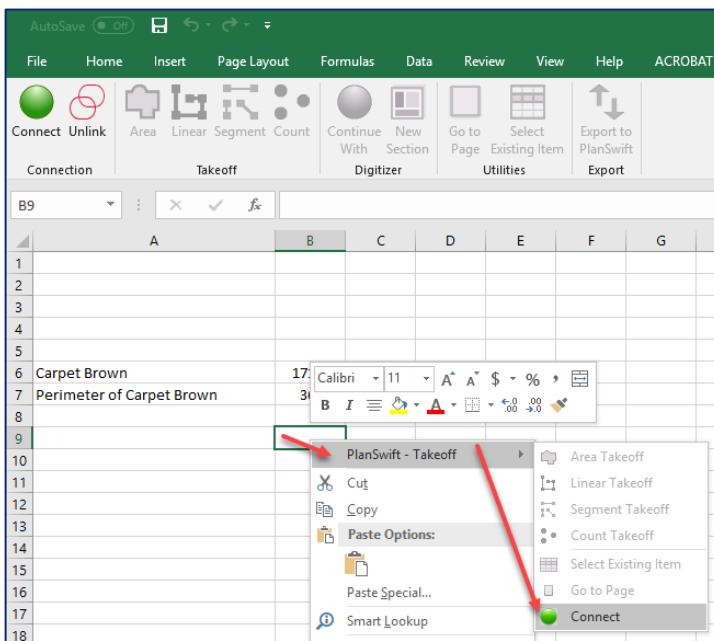 AutoSave Off
File Home Insert Page Layout Formulas Data Review View Help ACROBAT
Connect Unlink Area Linear Segment Count Continue With New Section Go to Page Select Existing Item Export to PlanSwift
Connection Takeoff Digitizer Utilities Export
B9 fx
A B C D E F G
1
2
3
4
5
6 Carpet Brown 17
7 Perimeter of Carpet Brown 3
Calibri 11 A A $ % ,
B I A .00 .00
8
9
10
11
12
13
14
15
16
17
18
PlanSwift - Takeoff
Cut
Copy
Paste Options:
Paste Special...
Smart Lookup
Area Takeoff
Linear Takeoff
Segment Takeoff
Count Takeoff
Select Existing Item
Go to Page
Connect